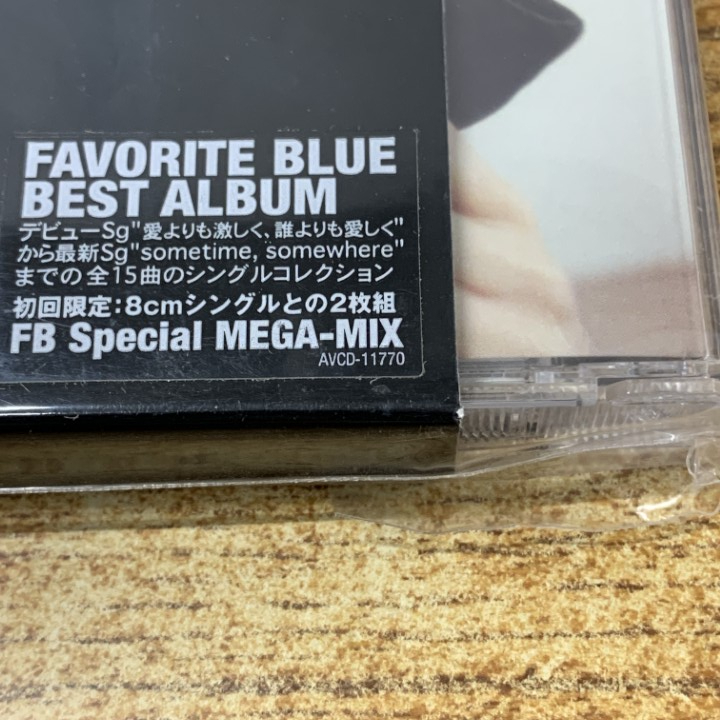 FAVORITE BLUE
BEST ALBUM
デビューSg"愛よりも激しく、誰よりも愛しく"
から最新Sg"sometime, somewhere"
までの全15曲のシングルコレクション
初回限定:8cmシングルとの2枚組
FB Special MEGA-MIX
AVCD-11770